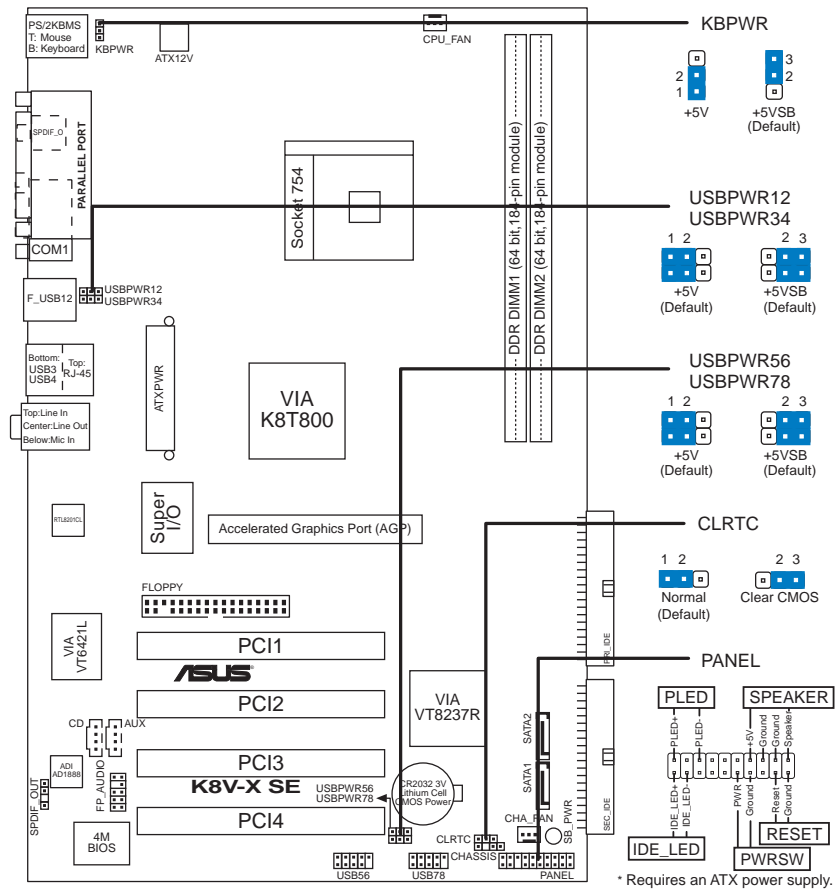 PS/2KBMS
T: Mouse
B: Keyboard
KBPWR
ATX12V
CPU_FAN
KBPWR
3
2
2
1
+5V
+5VSB
(Default)
SPDIF_O
PARALLEL PORT
COM1
Socket 754
DDR DIMM1 (64 bit,184-pin module)
DDR DIMM2 (64 bit,184-pin module)
USBPWR12
USBPWR34
1 2
2 3
+5V
(Default)
+5VSB
(Default)
F_USB12
USBPWR12
USBPWR34
Bottom:
USB3
USB4
Top:
RJ-45
ATXPWR
VIA
K8T800
USBPWR56
USBPWR78
1 2
2 3
+5V
(Default)
+5VSB
(Default)
Top:Line In
Center:Line Out
Below:Mic In
RTL8201CL
Super
I/O
Accelerated Graphics Port (AGP)
CLRTC
1 2
2 3
Normal
(Default)
Clear CMOS
FLOPPY
PRI_IDE
VIA
VT6421L
PCI1
ASUS
PCI2
VIA
VT8237R
SATA2
SATA1
PANEL
PLED
SPEAKER
PLED+
PLED-
+5V
Ground
Ground
Speaker-
IDE_LED+
IDE_LED-
PWR
Ground
Reset
Ground
IDE_LED
PWRSW
RESET
* Requires an ATX power supply.
CD
AUX
ADI
AD1888
FP_AUDIO
SPDIF_OUT
PCI3
K8V-X SE
USBPWR56
USBPWR78
CR2032 3V
Lithium Cell
CMOS Power
SEC_IDE
CHA_FAN
SB_PWR
PCI4
4M
BIOS
CLRTC
CHASSIS
USB56
USB78
PANEL